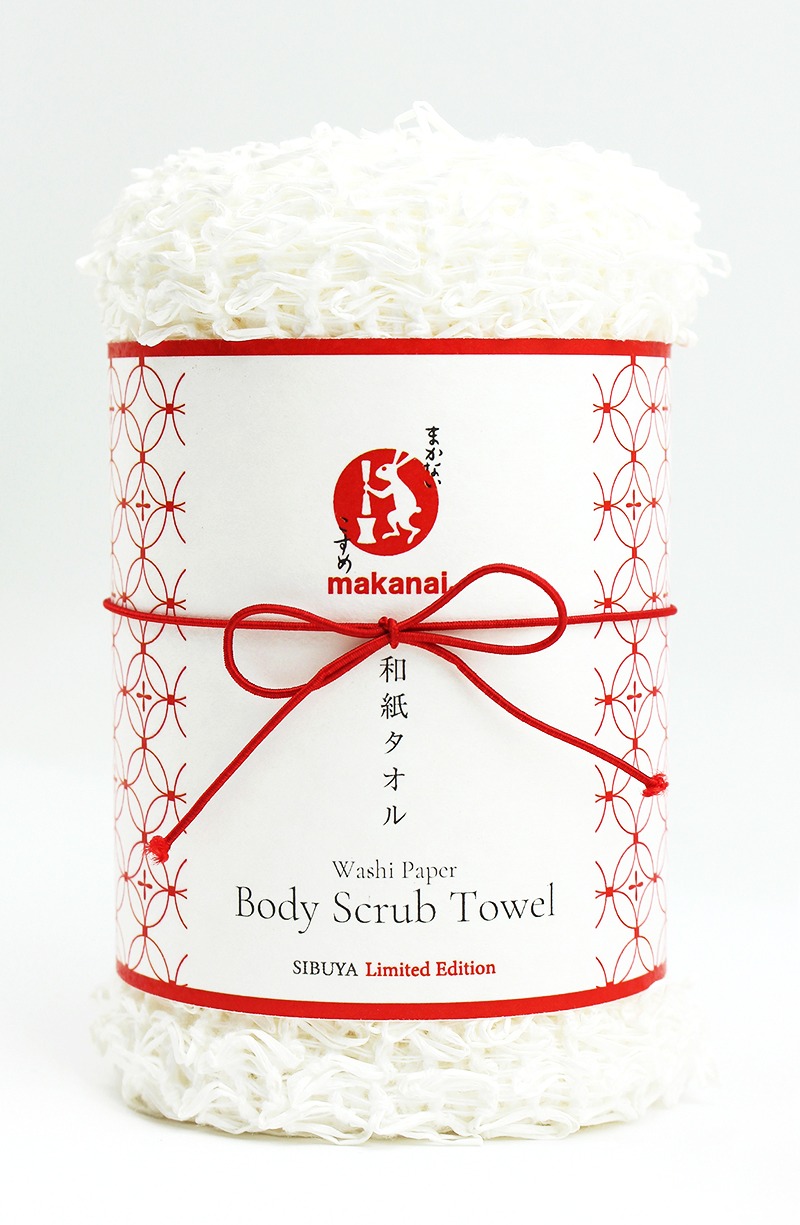 まかない
こすめ
makanai
和紙タオル
Washi Paper
Body Scrub Towel
SIBUYA Limited Edition